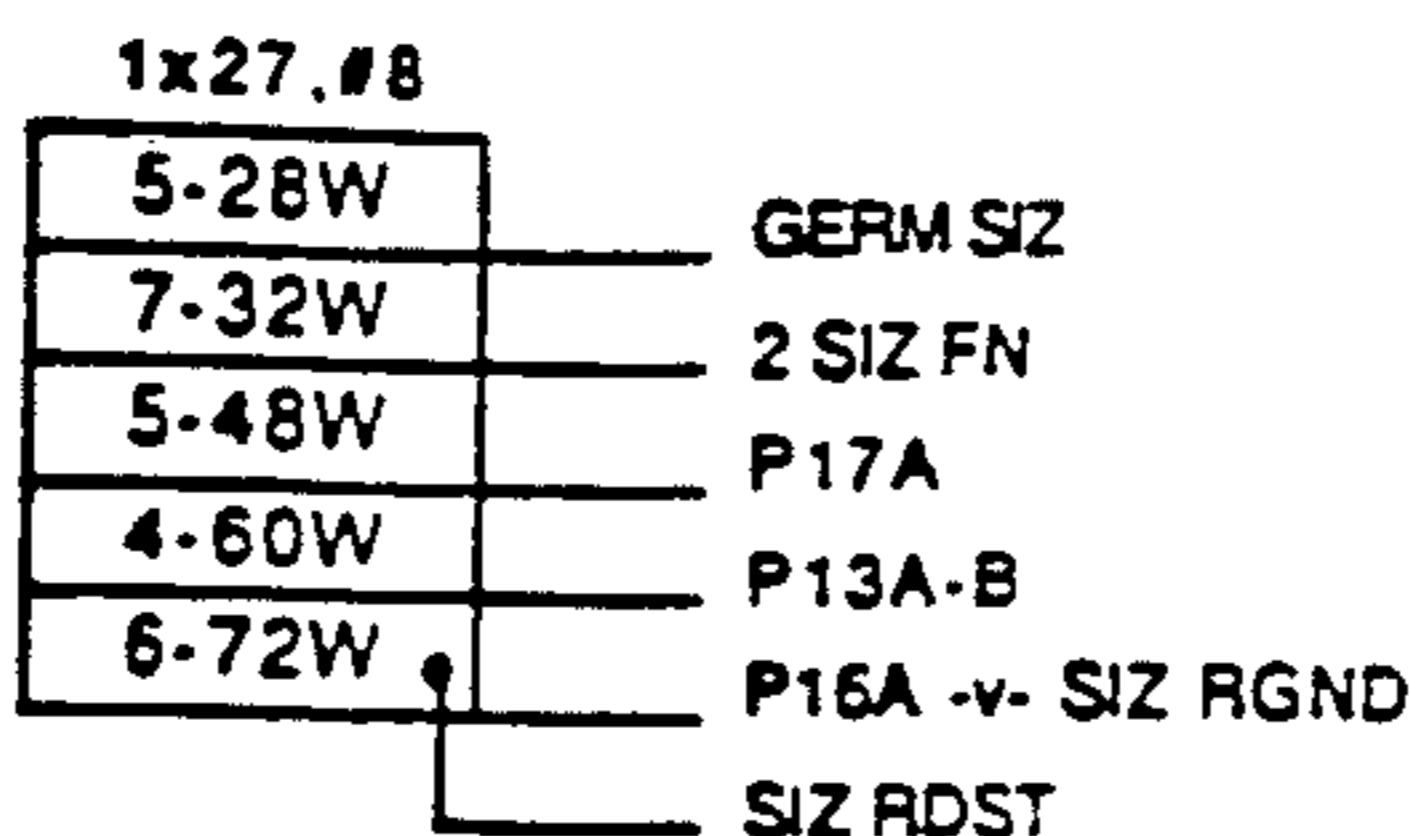 1x27.#8
5-28W
GERM SIZ
7-32W
2 SIZ FN
5-48W
P17A
4-60W
P13A-B
6-72W
P16A -v- SIZ RGND
SIZ RDST